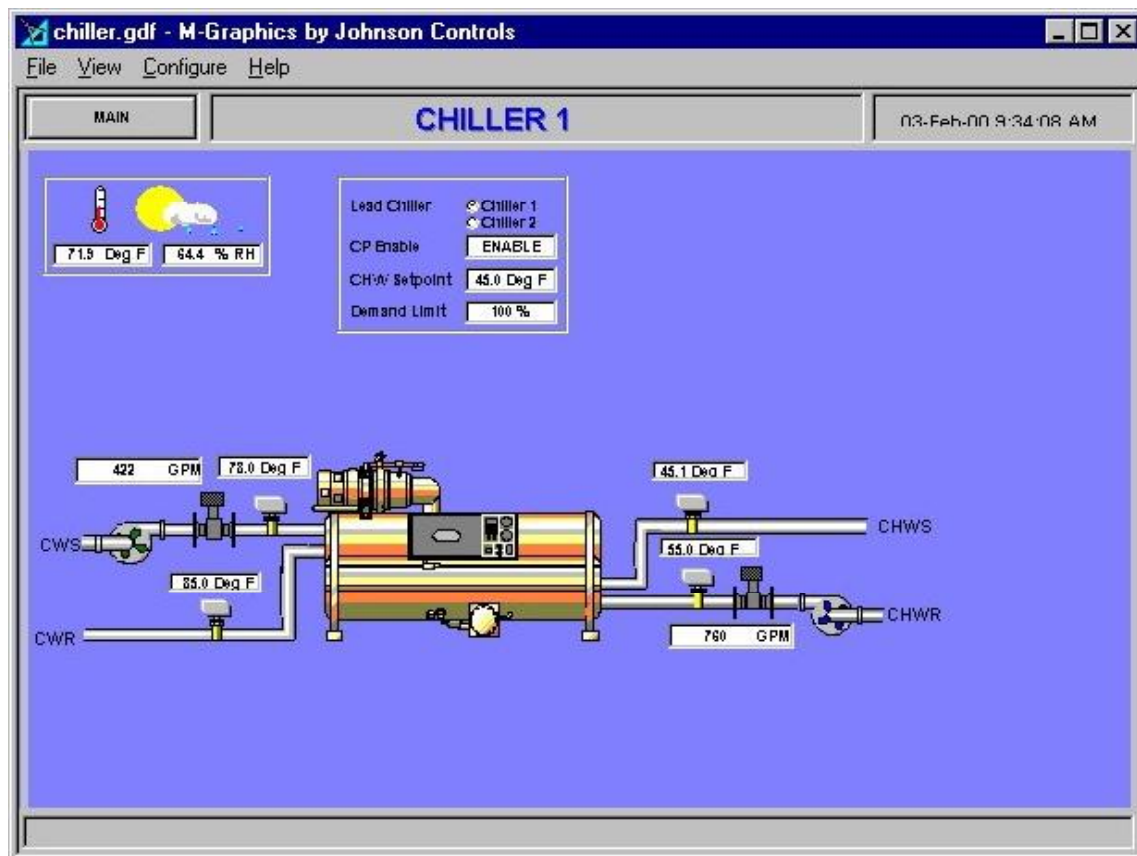 chiller.gdf - M-Graphics by Johnson Controls
File View Configure Help
MAIN
CHILLER 1
03-Feb-00 9:34:08 AM
71.9 Deg F
64.4 % RH
Lead Chiller
Chiller 1
Chiller 2
CP Enable
ENABLE
CHW Setpoint
45.0 Deg F
Demand Limit
100 %
422 GPM
78.0 Deg F
45.1 Deg F
CWS
CHWS
55.0 Deg F
85.0 Deg F
CHWR
CWR
760 GPM